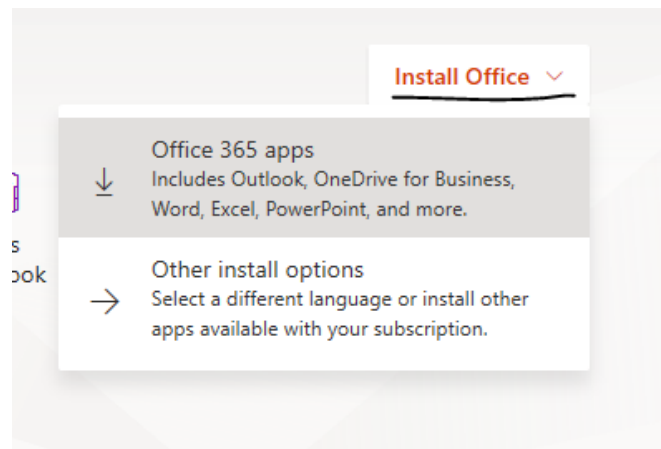 Install Office
Office 365 apps
Includes Outlook, OneDrive for Business,
Word, Excel, PowerPoint, and more.
s
ook
Other install options
Select a different language or install other
apps available with your subscription.